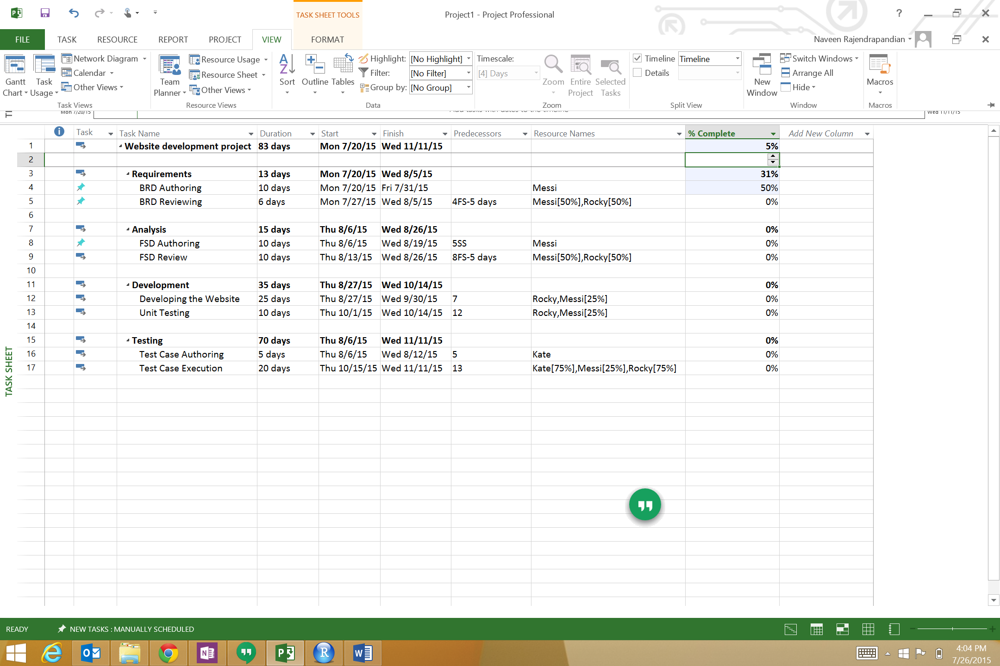 TASK SHEET TOOLS
Project1 - Project Professional
?
FILE TASK RESOURCE REPORT PROJECT VIEW FORMAT
Naveen Rajendrapandian
Gantt Chart
Task Usage
Network Diagram
Calendar
Other Views
Task Views
Team Planner
Resource Usage
Resource Sheet
Other Views
Resource Views
Sort
Outline
Tables
Highlight: [No Highlight]
Filter: [No Filter]
Group by: [No Group]
Data
Timescale:
[4] Days
Zoom
Entire Project
Selected Tasks
Zoom
Timeline Timeline
Details
Split View
New Window
Switch Windows
Arrange All
Hide
Window
Macros
Macros
Mon 7/20/15 Add tasks with dates to the timeline Wed 11/11/15
Task Task Name Duration Start Finish Predecessors Resource Names % Complete Add New Column
1 Website development project 83 days Mon 7/20/15 Wed 11/11/15 5%
2
3 Requirements 13 days Mon 7/20/15 Wed 8/5/15 31%
4 BRD Authoring 10 days Mon 7/20/15 Fri 7/31/15 Messi 50%
5 BRD Reviewing 6 days Mon 7/27/15 Wed 8/5/15 4FS-5 days Messi[50%],Rocky[50%] 0%
6
7 Analysis 15 days Thu 8/6/15 Wed 8/26/15 0%
8 FSD Authoring 10 days Thu 8/6/15 Wed 8/19/15 5SS Messi 0%
9 FSD Review 10 days Thu 8/13/15 Wed 8/26/15 8FS-5 days Messi[50%],Rocky[50%] 0%
10
11 Development 35 days Thu 8/27/15 Wed 10/14/15 0%
12 Developing the Website 25 days Thu 8/27/15 Wed 9/30/15 7 Rocky,Messi[25%] 0%
13 Unit Testing 10 days Thu 10/1/15 Wed 10/14/15 12 Rocky,Messi[25%] 0%
14
15 Testing 70 days Thu 8/6/15 Wed 11/11/15 0%
16 Test Case Authoring 5 days Thu 8/6/15 Wed 8/12/15 5 Kate 0%
17 Test Case Execution 20 days Thu 10/15/15 Wed 11/11/15 13 Kate[75%],Messi[25%],Rocky[75%] 0%
TASK SHEET
READY NEW TASKS : MANUALLY SCHEDULED
4:04 PM
7/26/2015